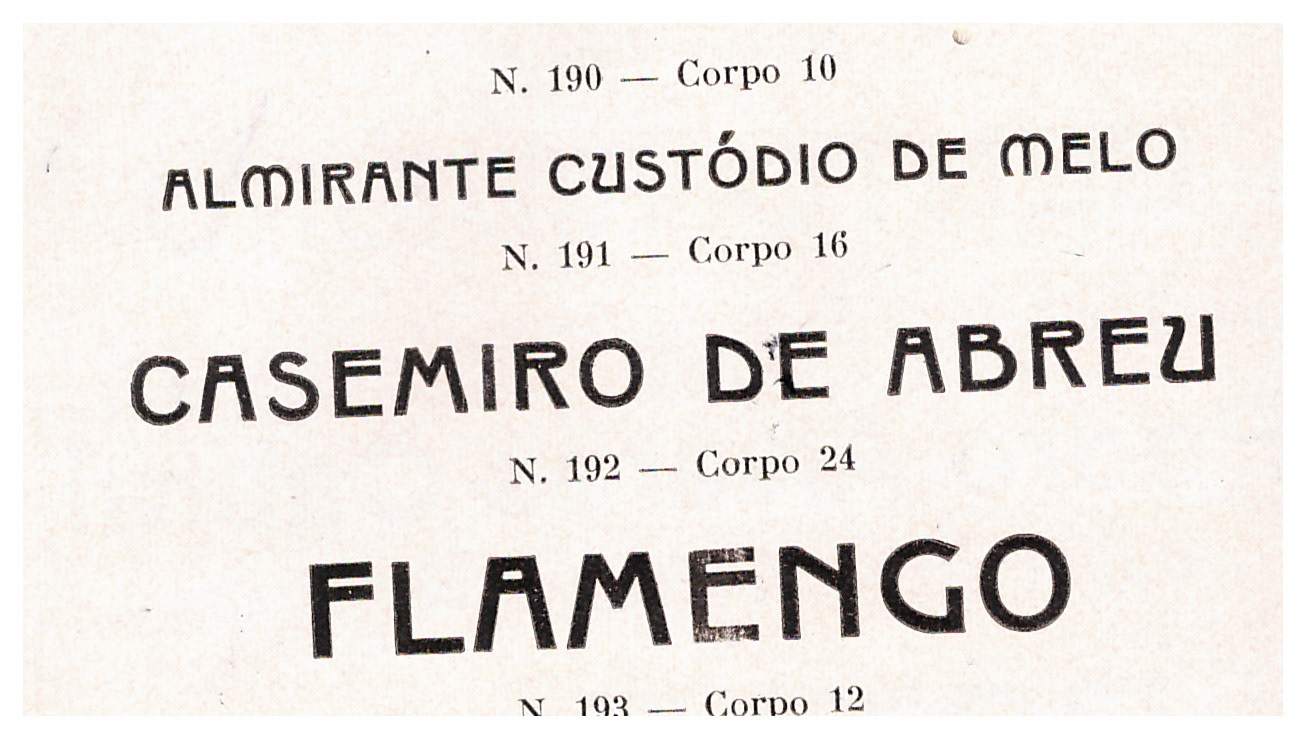 N. 190 — Corpo 10
ALMIRANTE CUSTÓDIO DE MELO
N. 191 — Corpo 16
CASEMIRO DE ABREU
N. 192 — Corpo 24
FLAMENGO
N. 193 — Corpo 12